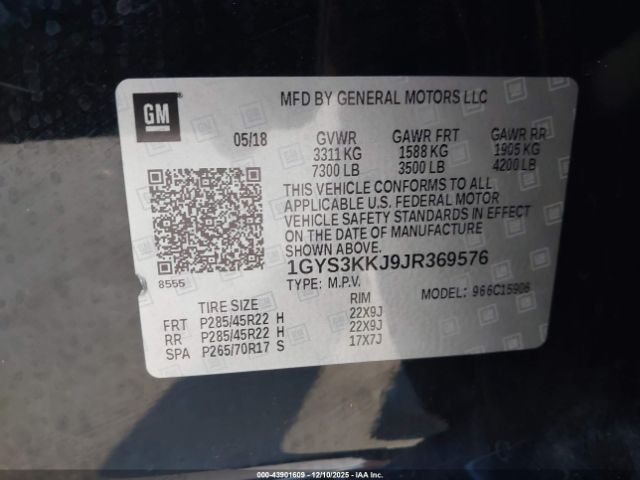 GM
MFD BY GENERAL MOTORS LLC
05/18 GVWR GAWR FRT GAWR RR
3311 KG 1588 KG 1905 KG
7300 LB 3500 LB 4200 LB
THIS VEHICLE CONFORMS TO ALL
APPLICABLE U.S. FEDERAL MOTOR
VEHICLE SAFETY STANDARDS IN EFFECT
ON THE DATE OF MANUFACTURE
SHOWN ABOVE.
8555
1GYS3KKJ9JR369576
TYPE: M.P.V. MODEL: 966C15906
TIRE SIZE RIM
FRT P285/45R22 H 22X9J
RR P285/45R22 H 22X9J
SPA P265/70R17 S 17X7J
© 12-43901609 - 12/10/2025 - IAA Inc.